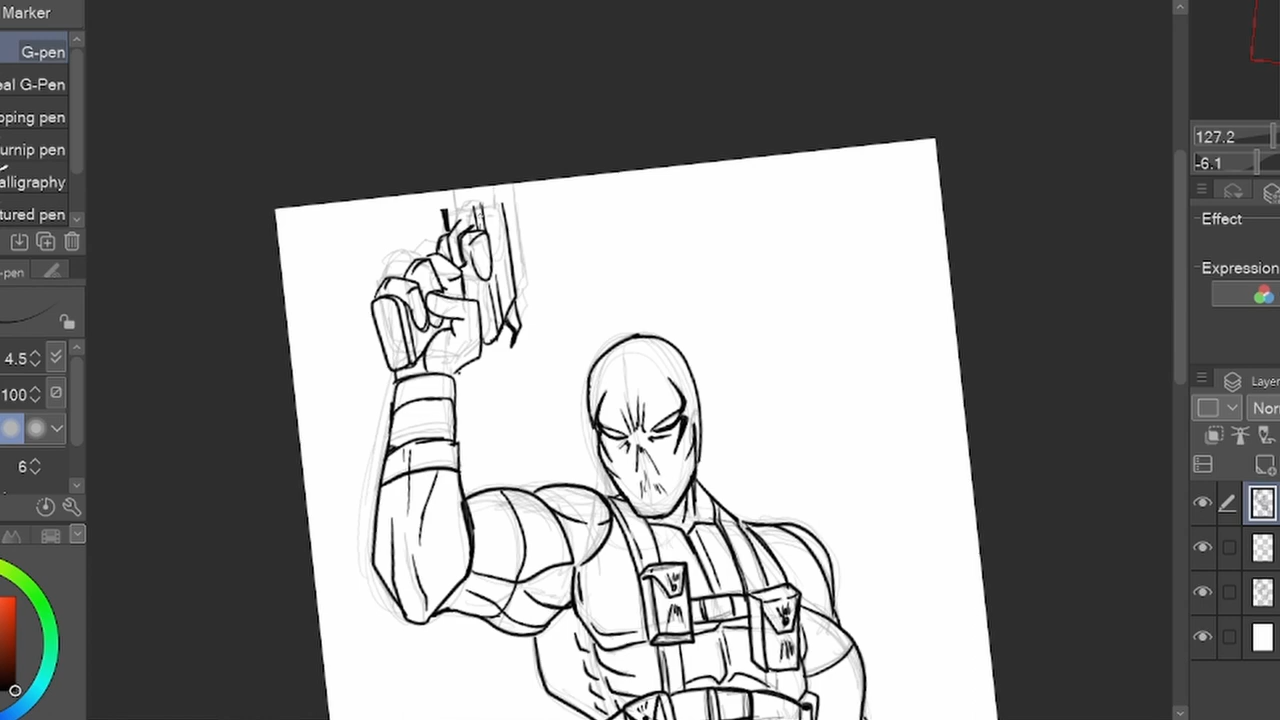 Marker
G-pen
eal G-Pen
pping pen
urnip pen
alligraphy
tured pen
-pen
4.5
100
6
127.2
-6.1
Effect
Expression
Layer
Nor